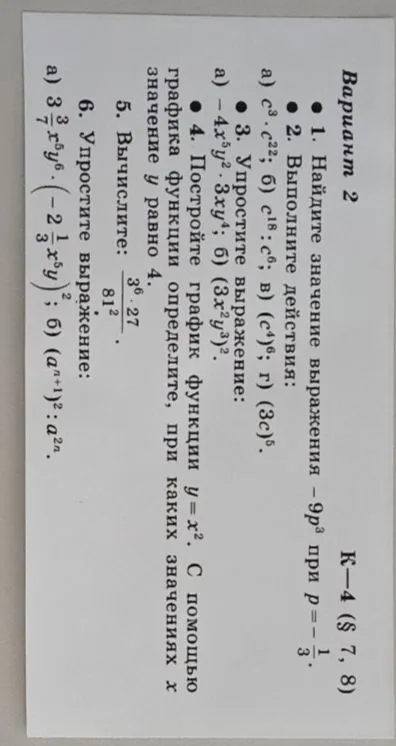 Вариант 2 К—4 (§ 7, 8)
• 1. Найдите значение выражения −9p³ при p = −1/3.
• 2. Выполните действия:
а) c³ · c²²; б) c¹⁸ : c⁶; в) (c⁴)⁶; г) (3c)⁵.
• 3. Упростите выражение:
а) −4x⁵y² · 3xy⁴; б) (3x²y³)².
• 4. Постройте график функции y = x². С помощью
графика функции определите, при каких значениях x
значение y равно 4.
5. Вычислите: (3⁶ · 27)/81².
6. Упростите выражение:
а) 3 3/7 x⁵y⁶ · (−2 1/3 x⁵y)²; б) (aⁿ⁺¹)² : a²ⁿ.